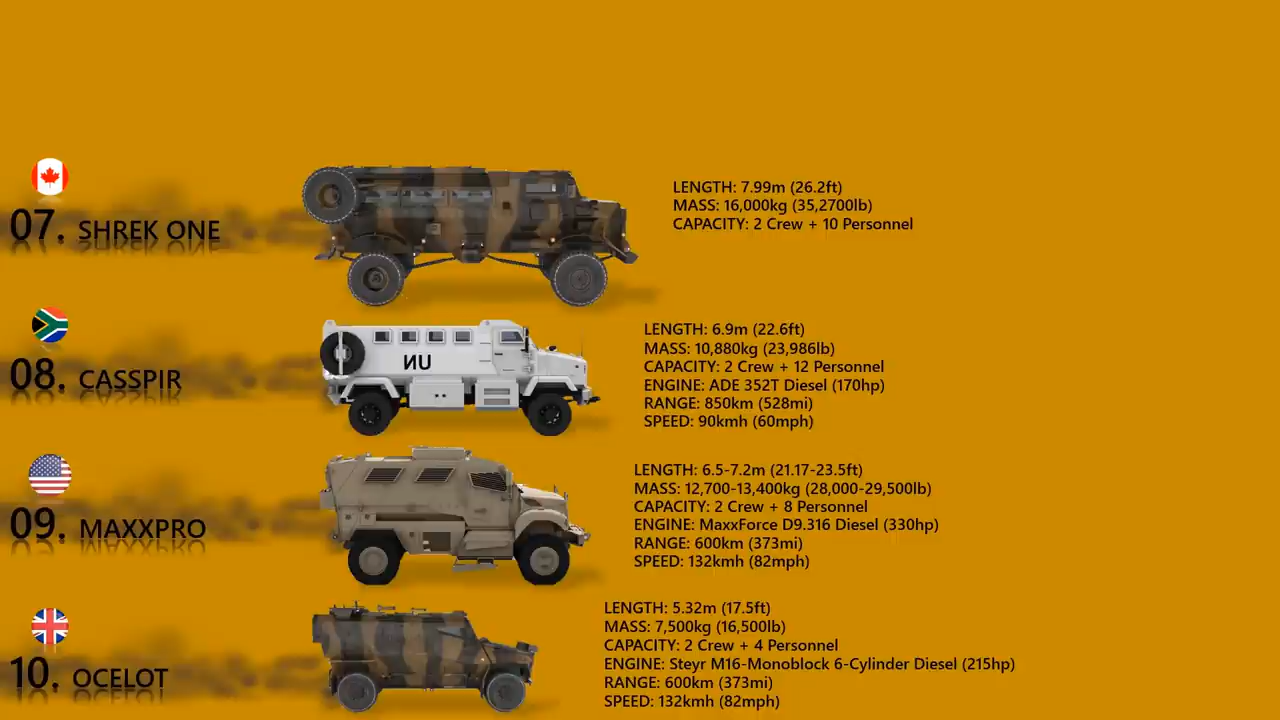 07. SHREK ONE
LENGTH: 7.99m (26.2ft)
MASS: 16,000kg (35,2700lb)
CAPACITY: 2 Crew + 10 Personnel
08. CASSPIR
UN
LENGTH: 6.9m (22.6ft)
MASS: 10,880kg (23,986lb)
CAPACITY: 2 Crew + 12 Personnel
ENGINE: ADE 352T Diesel (170hp)
RANGE: 850km (528mi)
SPEED: 90kmh (60mph)
09. MAXXPRO
LENGTH: 6.5-7.2m (21.17-23.5ft)
MASS: 12,700-13,400kg (28,000-29,500lb)
CAPACITY: 2 Crew + 8 Personnel
ENGINE: MaxxForce D9.316 Diesel (330hp)
RANGE: 600km (373mi)
SPEED: 132kmh (82mph)
10. OCELOT
LENGTH: 5.32m (17.5ft)
MASS: 7,500kg (16,500lb)
CAPACITY: 2 Crew + 4 Personnel
ENGINE: Steyr M16-Monoblock 6-Cylinder Diesel (215hp)
RANGE: 600km (373mi)
SPEED: 132kmh (82mph)